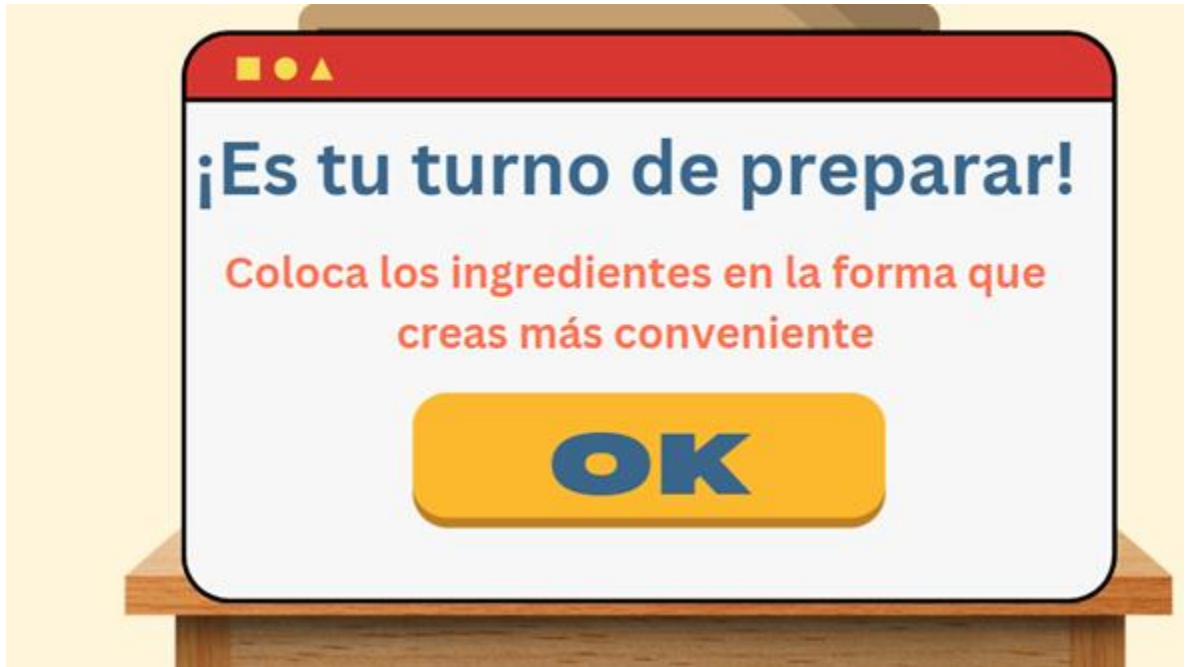 ¡Es tu turno de preparar!
Coloca los ingredientes en la forma que
creas más conveniente
OK